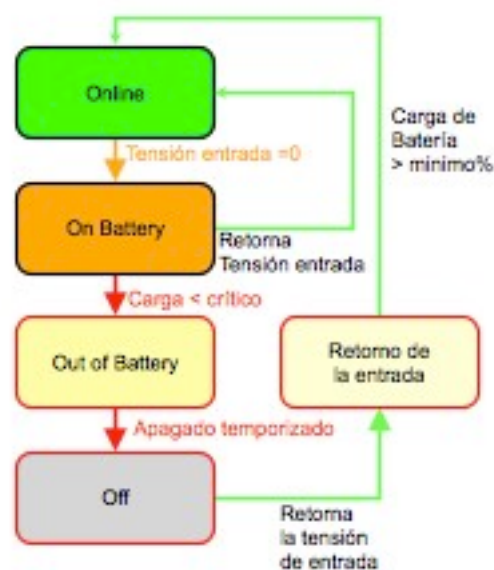 Online
Tensión entrada =0
Carga de
Batería
> minimo%
On Battery
Retorna
Tensión entrada
Carga < crítico
Out of Battery
Retorno de
la entrada
Apagado temporizado
Off
Retorna
la tensión
de entrada